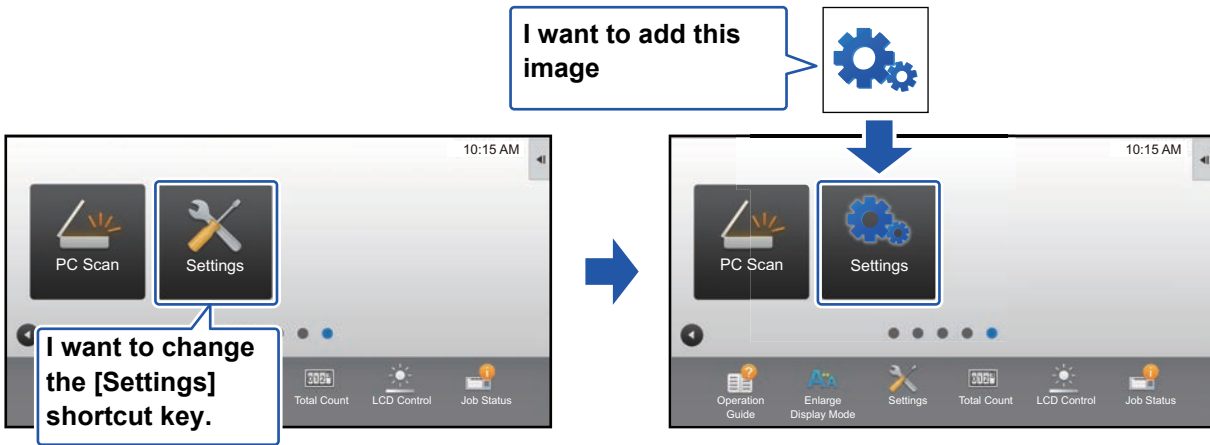 I want to add this
image
10:15 AM
PC Scan
Settings
I want to change
the [Settings]
shortcut key.
Total Count
LCD Control
Job Status
10:15 AM
PC Scan
Settings
Operation
Guide
Enlarge
Display Mode
Settings
Total Count
LCD Control
Job Status